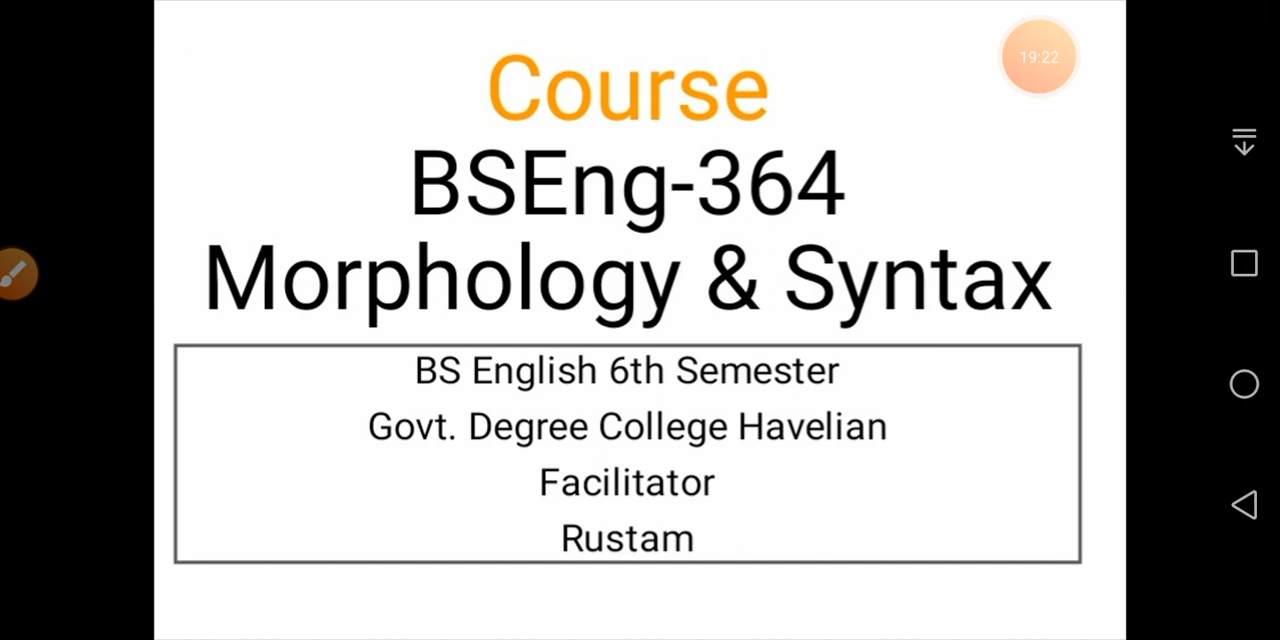 Course
19:22
BSEng-364
Morphology & Syntax
BS English 6th Semester
Govt. Degree College Havelian
Facilitator
Rustam